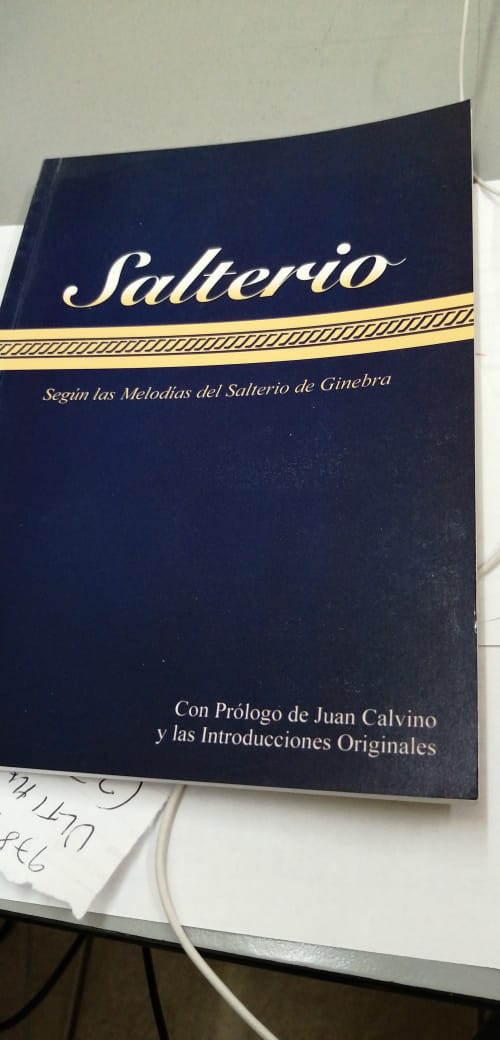 Salterio
Según las Melodías del Salterio de Ginebra
Con Prólogo de Juan Calvino
y las Introducciones Originales